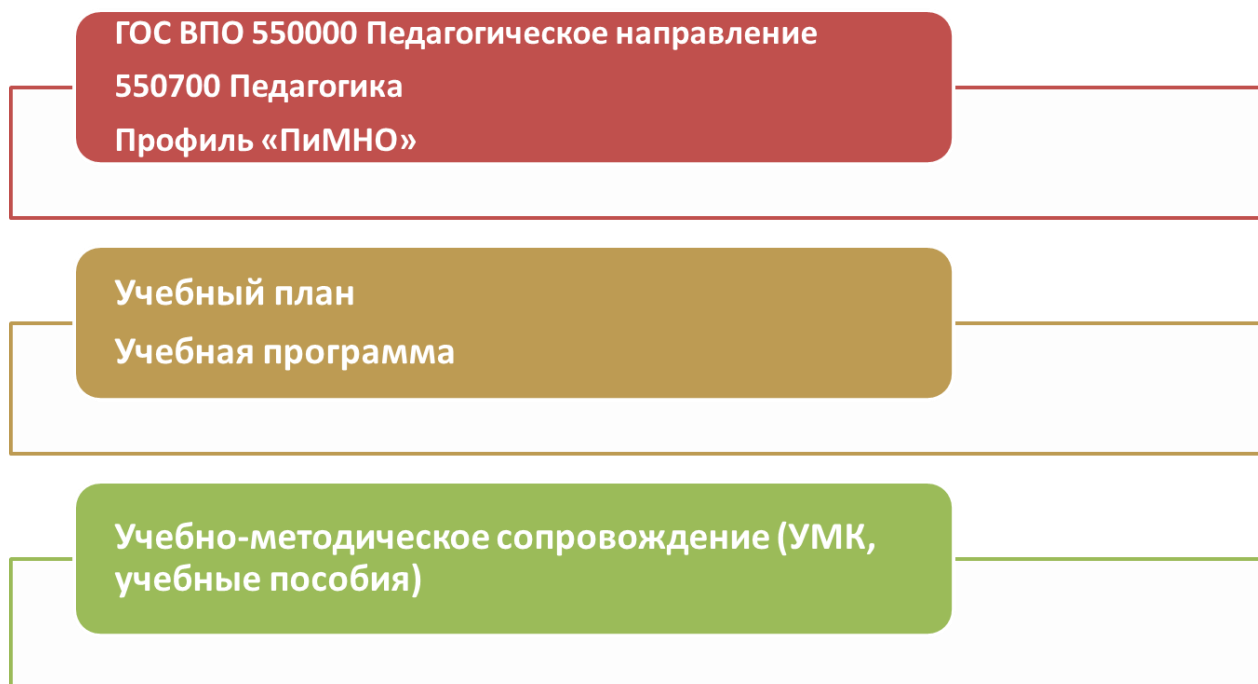 ГОС ВПО 550000 Педагогическое направление
550700 Педагогика
Профиль «ПиМНО»
Учебный план
Учебная программа
Учебно-методическое сопровождение (УМК,
учебные пособия)